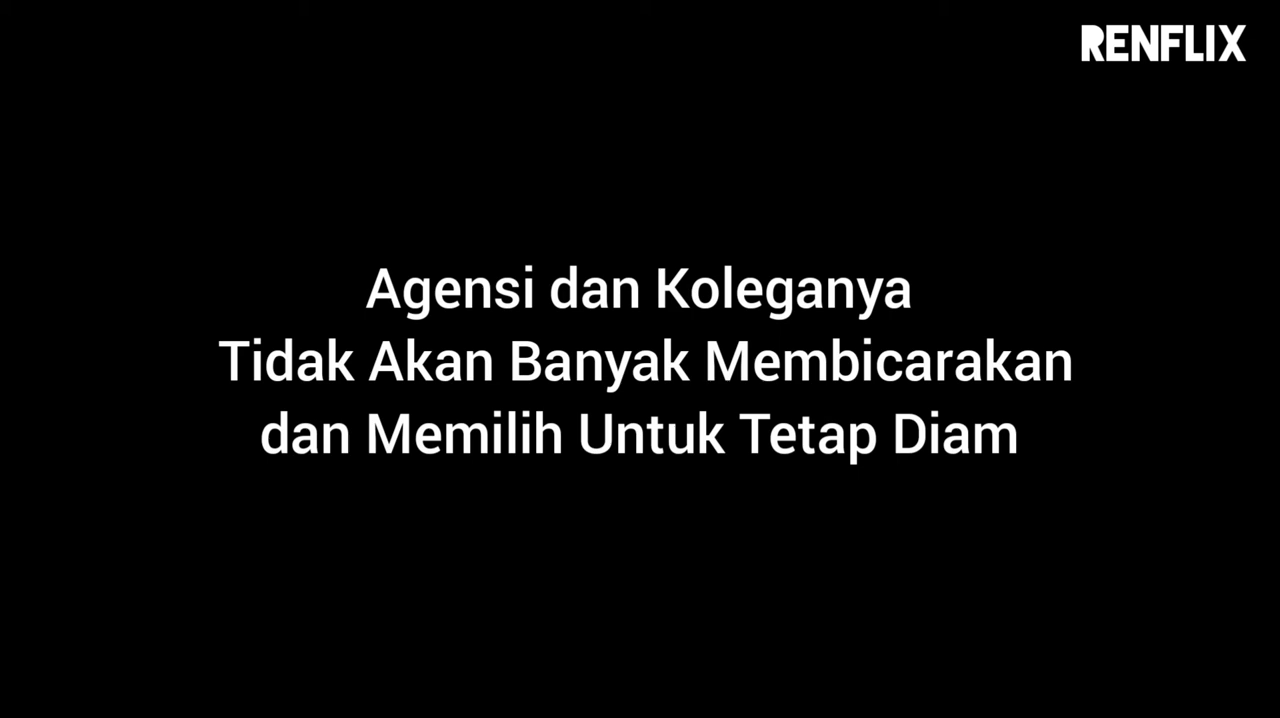 RENFLIX
Agensi dan Koleganya
Tidak Akan Banyak Membicarakan
dan Memilih Untuk Tetap Diam